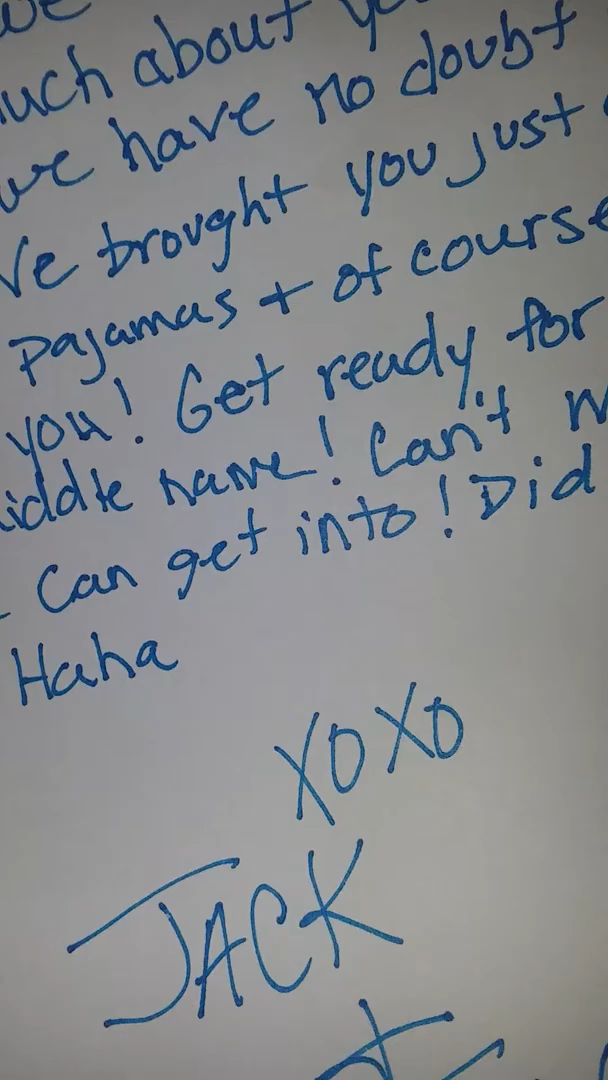 we
uch about
we have no doubt
Ve brought you just
Pajamas + of course
you! Get ready for
iddle name! Can't w
I can get into! Did
Haha
XOXO
JACK